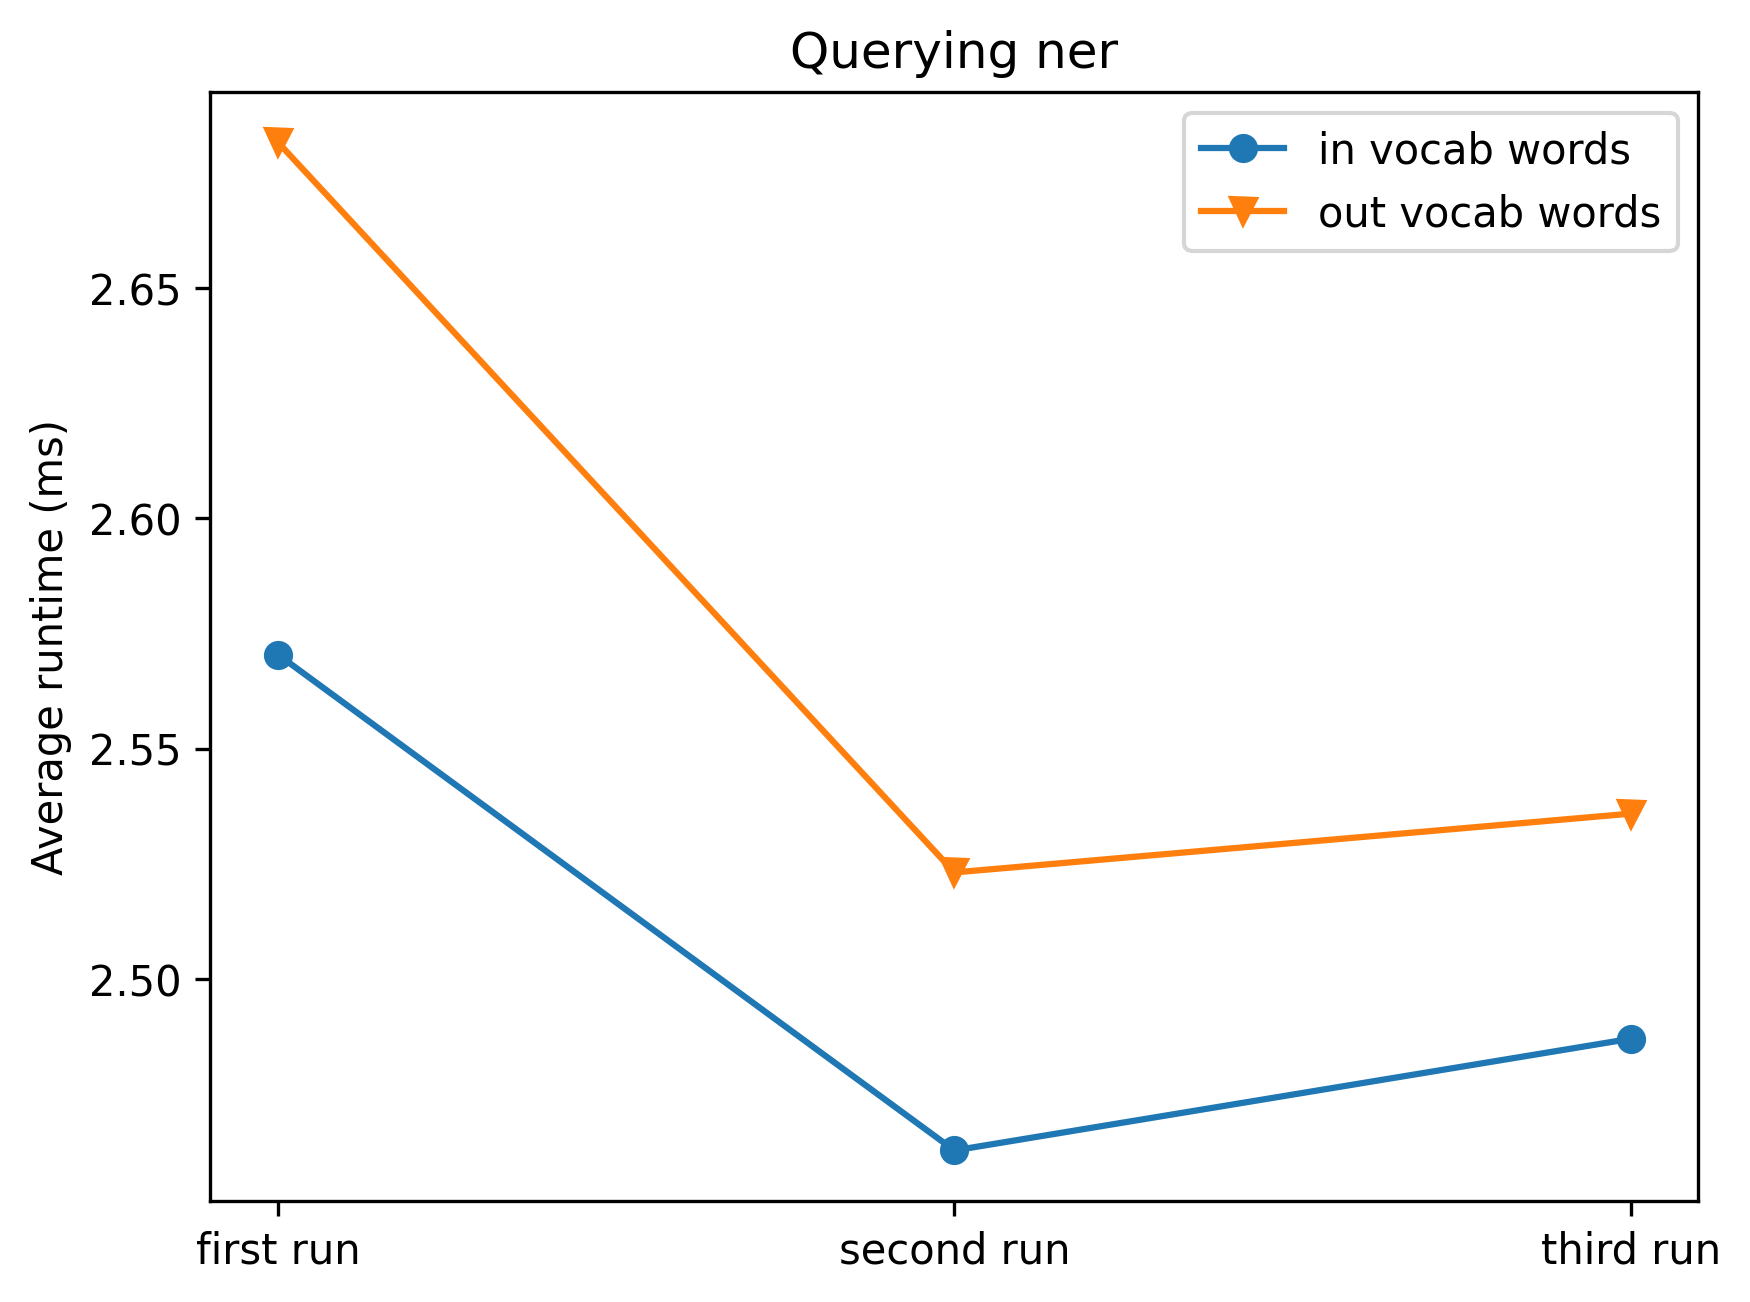 Querying ner
in vocab words
out vocab words
Average runtime (ms)
2.65
2.60
2.55
2.50
first run
second run
third run